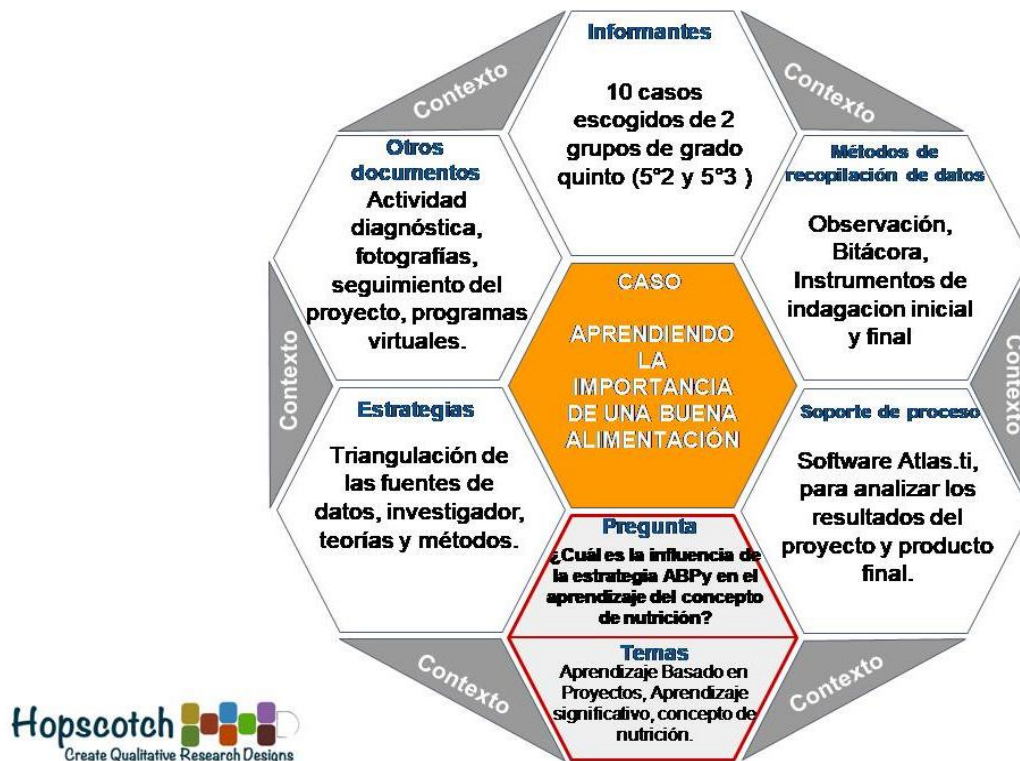 Informantes
10 casos
escogidos de 2
grupos de grado
quinto (5°2 y 5°3 )
Contexto
Contexto
Otros
documentos
Actividad
diagnóstica,
fotografías,
seguimiento del
proyecto, programas
virtuales.
Métodos de
recopilación de datos
Observación,
Bitácora,
Instrumentos de
indagacion inicial
y final
CASO
APRENDIENDO
LA
IMPORTANCIA
DE UNA BUENA
ALIMENTACIÓN
Contexto
Contexto
Estrategias
Triangulación de
las fuentes de
datos, investigador,
teorías y métodos.
Soporte de proceso
Software Atlas.ti,
para analizar los
resultados del
proyecto y producto
final.
Pregunta
¿Cuál es la influencia de
la estrategia ABPy en el
aprendizaje del concepto
de nutrición?
Temas
Aprendizaje Basado en
Proyectos, Aprendizaje
significativo, concepto de
nutrición.
Contexto
Contexto
Hopscotch
Create Qualitative Research Designs